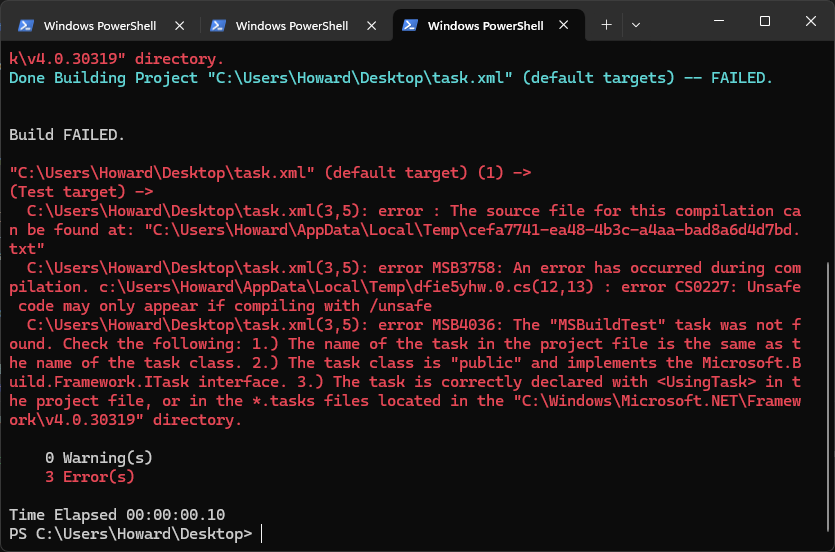 Windows PowerShell
Windows PowerShell
Windows PowerShell
k\v4.0.30319" directory.
Done Building Project "C:\Users\Howard\Desktop\task.xml" (default targets) -- FAILED.
Build FAILED.
"C:\Users\Howard\Desktop\task.xml" (default target) (1) ->
(Test target) ->
C:\Users\Howard\Desktop\task.xml(3,5): error : The source file for this compilation ca
n be found at: "C:\Users\Howard\AppData\Local\Temp\cefa7741-ea48-4b3c-a4aa-bad8a6d4d7bd.
txt"
C:\Users\Howard\Desktop\task.xml(3,5): error MSB3758: An error has occurred during com
pilation. c:\Users\Howard\AppData\Local\Temp\dfie5yhw.0.cs(12,13) : error CS0227: Unsafe
code may only appear if compiling with /unsafe
C:\Users\Howard\Desktop\task.xml(3,5): error MSB4036: The "MSBuildTest" task was not f
ound. Check the following: 1.) The name of the task in the project file is the same as t
he name of the task class. 2.) The task class is "public" and implements the Microsoft.B
uild.Framework.ITask interface. 3.) The task is correctly declared with <UsingTask> in t
he project file, or in the *.tasks files located in the "C:\Windows\Microsoft.NET\Framew
ork\v4.0.30319" directory.
0 Warning(s)
3 Error(s)
Time Elapsed 00:00:00.10
PS C:\Users\Howard\Desktop>